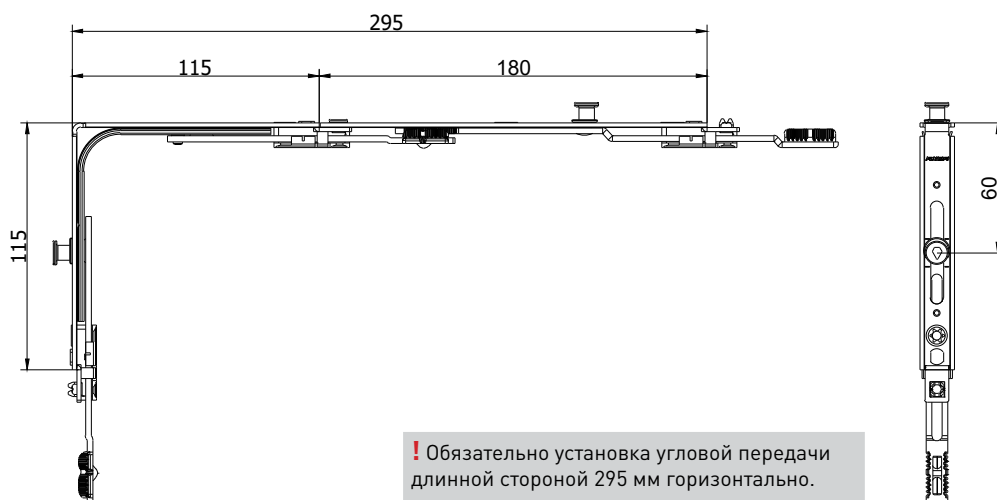 295
115
180
115
60
! Обязательно установка угловой передачи
длинной стороной 295 мм горизонтально.